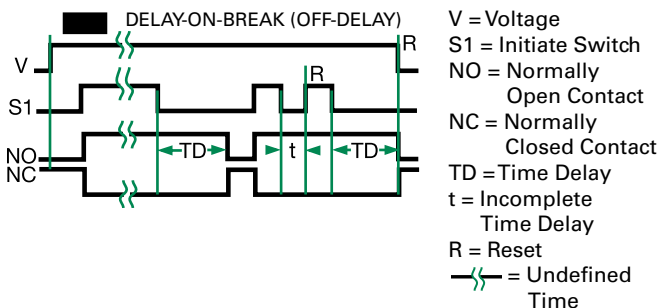 DELAY-ON-BREAK (OFF-DELAY)
V
R
S1
R
NO
NC
TD
t
TD
V = Voltage
S1 = Initiate Switch
NO = Normally
Open Contact
NC = Normally
Closed Contact
TD = Time Delay
t = Incomplete
Time Delay
R = Reset
= Undefined
Time